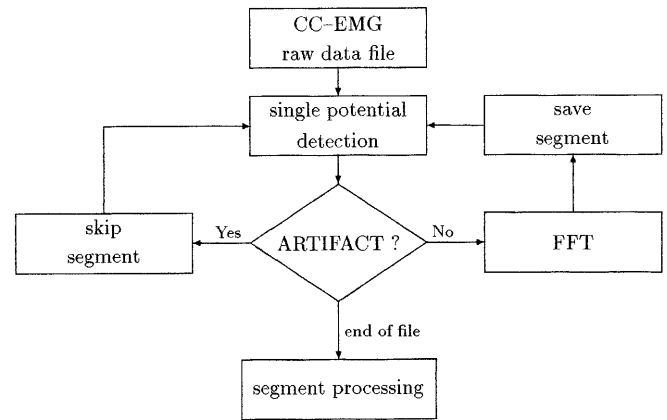 CC–EMG
raw data file
single potential
detection
save
segment
skip
segment
Yes
ARTIFACT ?
No
FFT
end of file
segment processing